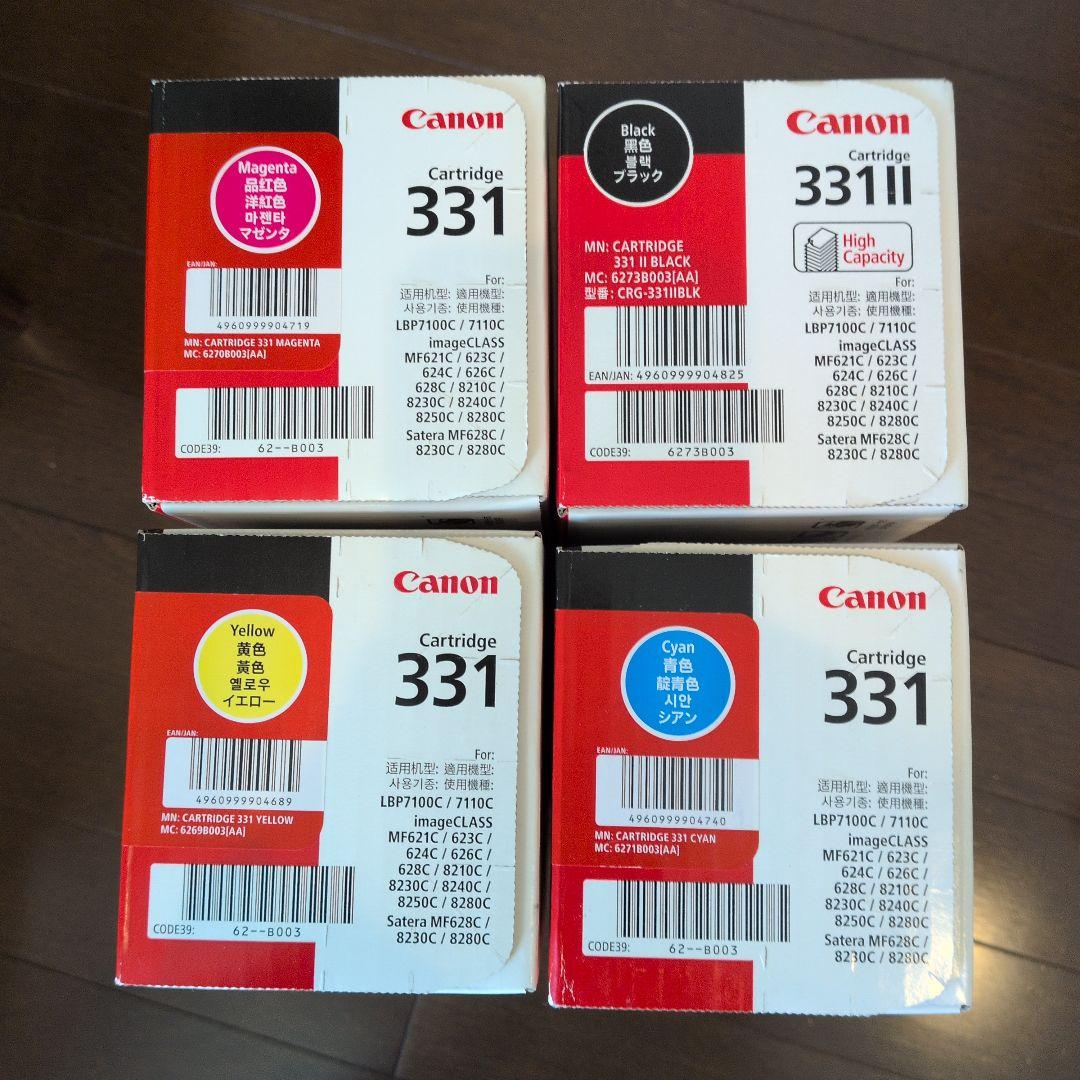 Canon
Cartridge
331
Magenta
品红色
洋紅色
마젠타
マゼンタ
EAN/JAN:
4960999904719
MN: CARTRIDGE 331 MAGENTA
MC: 6270B003[AA]
CODE39:
62--B003
For:
适用机型: 適用機型:
사용기종: 使用機種:
LBP7100C / 7110C
imageCLASS
MF621C / 623C /
624C / 626C /
628C / 8210C /
8230C / 8240C /
8250C / 8280C
Satera MF628C /
8230C / 8280C
Canon
Cartridge
331II
High
Capacity
Black
黑色
블랙
ブラック
MN: CARTRIDGE
331 II BLACK
MC: 6273B003[AA]
型番: CRG-331IIBLK
EAN/JAN: 4960999904825
CODE39:
6273B003
For:
适用机型: 適用機型:
사용기종: 使用機種:
LBP7100C / 7110C
imageCLASS
MF621C / 623C /
624C / 626C /
628C / 8210C /
8230C / 8240C /
8250C / 8280C
Satera MF628C /
8230C / 8280C
Canon
Cartridge
331
Yellow
黄色
黃色
옐로우
イエロー
EAN/JAN:
4960999904689
MN: CARTRIDGE 331 YELLOW
MC: 6269B003[AA]
CODE39:
62--B003
For:
适用机型: 適用機型:
사용기종: 使用機種:
LBP7100C / 7110C
imageCLASS
MF621C / 623C /
624C / 626C /
628C / 8210C /
8230C / 8240C /
8250C / 8280C
Satera MF628C /
8230C / 8280C
Canon
Cartridge
331
Cyan
青色
靛青色
시안
シアン
EAN/JAN:
4960999904740
MN: CARTRIDGE 331 CYAN
MC: 6271B003[AA]
CODE39:
62--B003
For:
适用机型: 適用機型:
사용기종: 使用機種:
LBP7100C / 7110C
imageCLASS
MF621C / 623C /
624C / 626C /
628C / 8210C /
8230C / 8240C /
8250C / 8280C
Satera MF628C /
8230C / 8280C